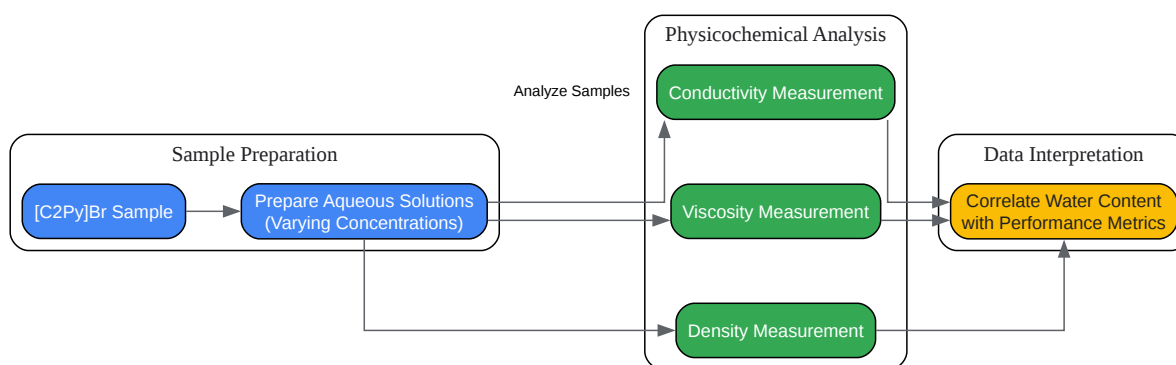 Physicochemical Analysis
Analyze Samples
Conductivity Measurement
Sample Preparation
[C2Py]Br Sample
Prepare Aqueous Solutions
(Varying Concentrations)
Viscosity Measurement
Density Measurement
Data Interpretation
Correlate Water Content
with Performance Metrics